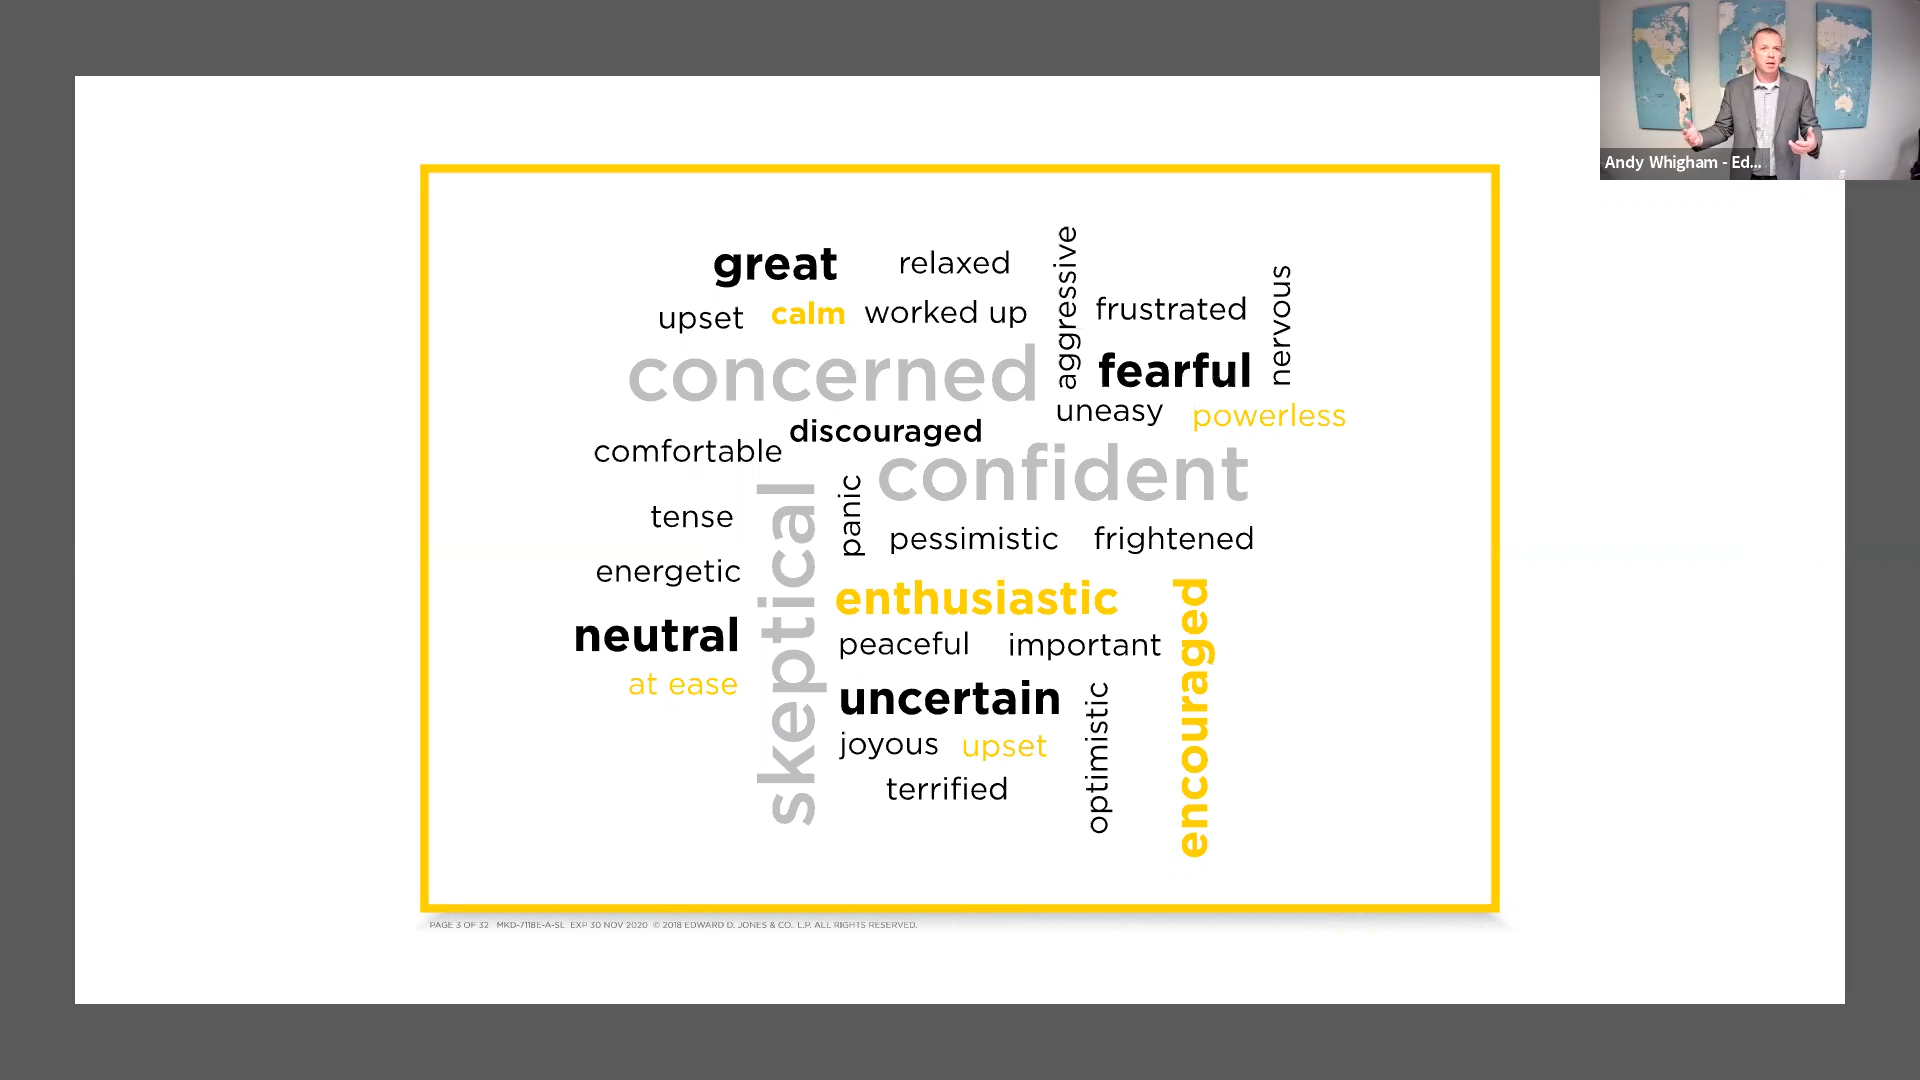 Andy Whigham - Ed...
great relaxed
aggressive
nervous
upset calm worked up
frustrated
concerned
fearful
uneasy powerless
discouraged
comfortable
confident
skeptical
panic
tense
pessimistic frightened
energetic
enthusiastic
encouraged
neutral
peaceful important
at ease
uncertain
optimistic
joyous upset
terrified
PAGE 3 OF 32 MKD-7118E-A-SL EXP 30 NOV 2020 © 2018 EDWARD D. JONES & CO., L.P. ALL RIGHTS RESERVED.